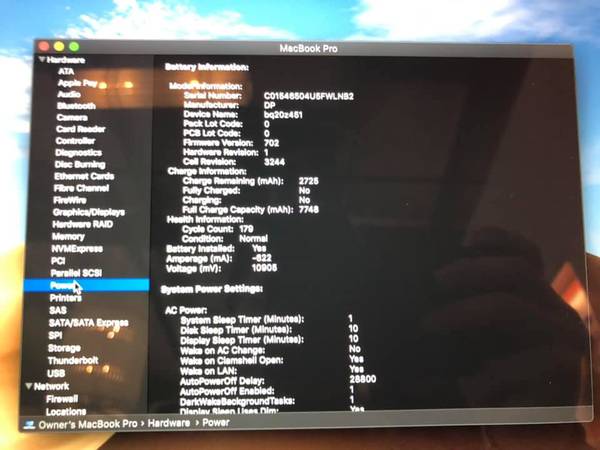 MacBook Pro
Hardware
ATA
Apple Pay
Audio
Bluetooth
Camera
Card Reader
Controller
Diagnostics
Disc Burning
Ethernet Cards
Fibre Channel
FireWire
Graphics/Displays
Hardware RAID
Memory
NVMExpress
PCI
Parallel SCSI
Power
Printers
SAS
SATA/SATA Express
SPI
Storage
Thunderbolt
USB
Network
Firewall
Locations
Battery Information:
Model Information:
Serial Number: C01548504U5FWLNB2
Manufacturer: DP
Device Name: bq20z451
Pack Lot Code: 0
PCB Lot Code: 0
Firmware Version: 702
Hardware Revision: 1
Cell Revision: 3244
Charge Information:
Charge Remaining (mAh): 2725
Fully Charged: No
Charging: No
Full Charge Capacity (mAh): 7748
Health Information:
Cycle Count: 179
Condition: Normal
Battery Installed: Yes
Amperage (mA): -822
Voltage (mV): 10905
System Power Settings:
AC Power:
System Sleep Timer (Minutes): 1
Disk Sleep Timer (Minutes): 10
Display Sleep Timer (Minutes): 10
Wake on AC Change: No
Wake on Clamshell Open: Yes
Wake on LAN: Yes
AutoPowerOff Delay: 28800
AutoPowerOff Enabled: 1
DarkWakeBackgroundTasks: 1
Display Sleep Uses Dim: Yes
Owner's MacBook Pro › Hardware › Power